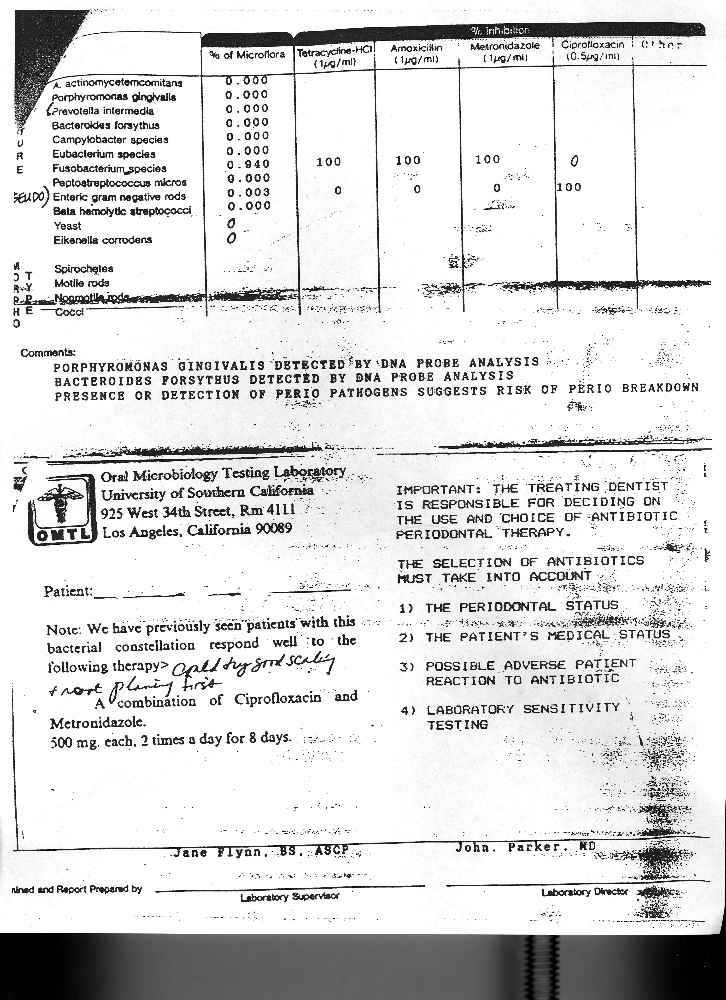 % Inhibition
% of Microflora
Tetracycline-HCl (1µg/ml)
Amoxicillin (1µg/ml)
Metronidazole (1µg/ml)
Ciprofloxacin (0.5µg/ml)
Other
A. actinomycetemcomitans 0.000
Porphyromonas gingivalis 0.000
Prevotella intermedia 0.000
Bacteroides forsythus 0.000
Campylobacter species 0.000
Eubacterium species 0.000
Fusobacterium species 0.940 100 100 100 0
Peptostreptococcus micros 0.000
Enteric gram negative rods 0.003 0 0 0 100
Beta hemolytic streptococci 0.000
Yeast 0
Eikenella corrodens 0
U
R
E
Spirochetes
Motile rods
Nonmotile rods
Cocci
M
O
R
P
H
O
T
Y
P
E
Comments:
PORPHYROMONAS GINGIVALIS DETECTED BY DNA PROBE ANALYSIS
BACTEROIDES FORSYTHUS DETECTED BY DNA PROBE ANALYSIS
PRESENCE OR DETECTION OF PERIO PATHOGENS SUGGESTS RISK OF PERIO BREAKDOWN
OMTL
Oral Microbiology Testing Laboratory
University of Southern California
925 West 34th Street, Rm 4111
Los Angeles, California 90089
Patient:
Note: We have previously seen patients with this
bacterial constellation respond well to the
following therapy> could try good scaling
+ root planing first
A combination of Ciprofloxacin and
Metronidazole.
500 mg. each, 2 times a day for 8 days.
IMPORTANT: THE TREATING DENTIST
IS RESPONSIBLE FOR DECIDING ON
THE USE AND CHOICE OF ANTIBIOTIC
PERIODONTAL THERAPY.
THE SELECTION OF ANTIBIOTICS
MUST TAKE INTO ACCOUNT
1) THE PERIODONTAL STATUS
2) THE PATIENT'S MEDICAL STATUS
3) POSSIBLE ADVERSE PATIENT
REACTION TO ANTIBIOTIC
4) LABORATORY SENSITIVITY
TESTING
Jane Flynn, BS, ASCP
John. Parker, MD
and Report Prepared by
Laboratory Supervisor
Laboratory Director